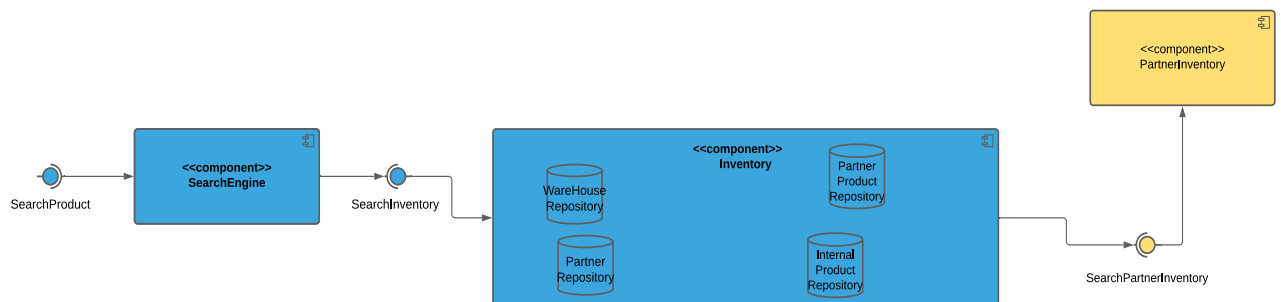 <<component>>
PartnerInventory
<<component>>
Inventory
<<component>>
SearchEngine
SearchProduct
SearchInventory
WareHouse
Repository
Partner
Product
Repository
Partner
Repository
Internal
Product
Repository
SearchPartnerInventory